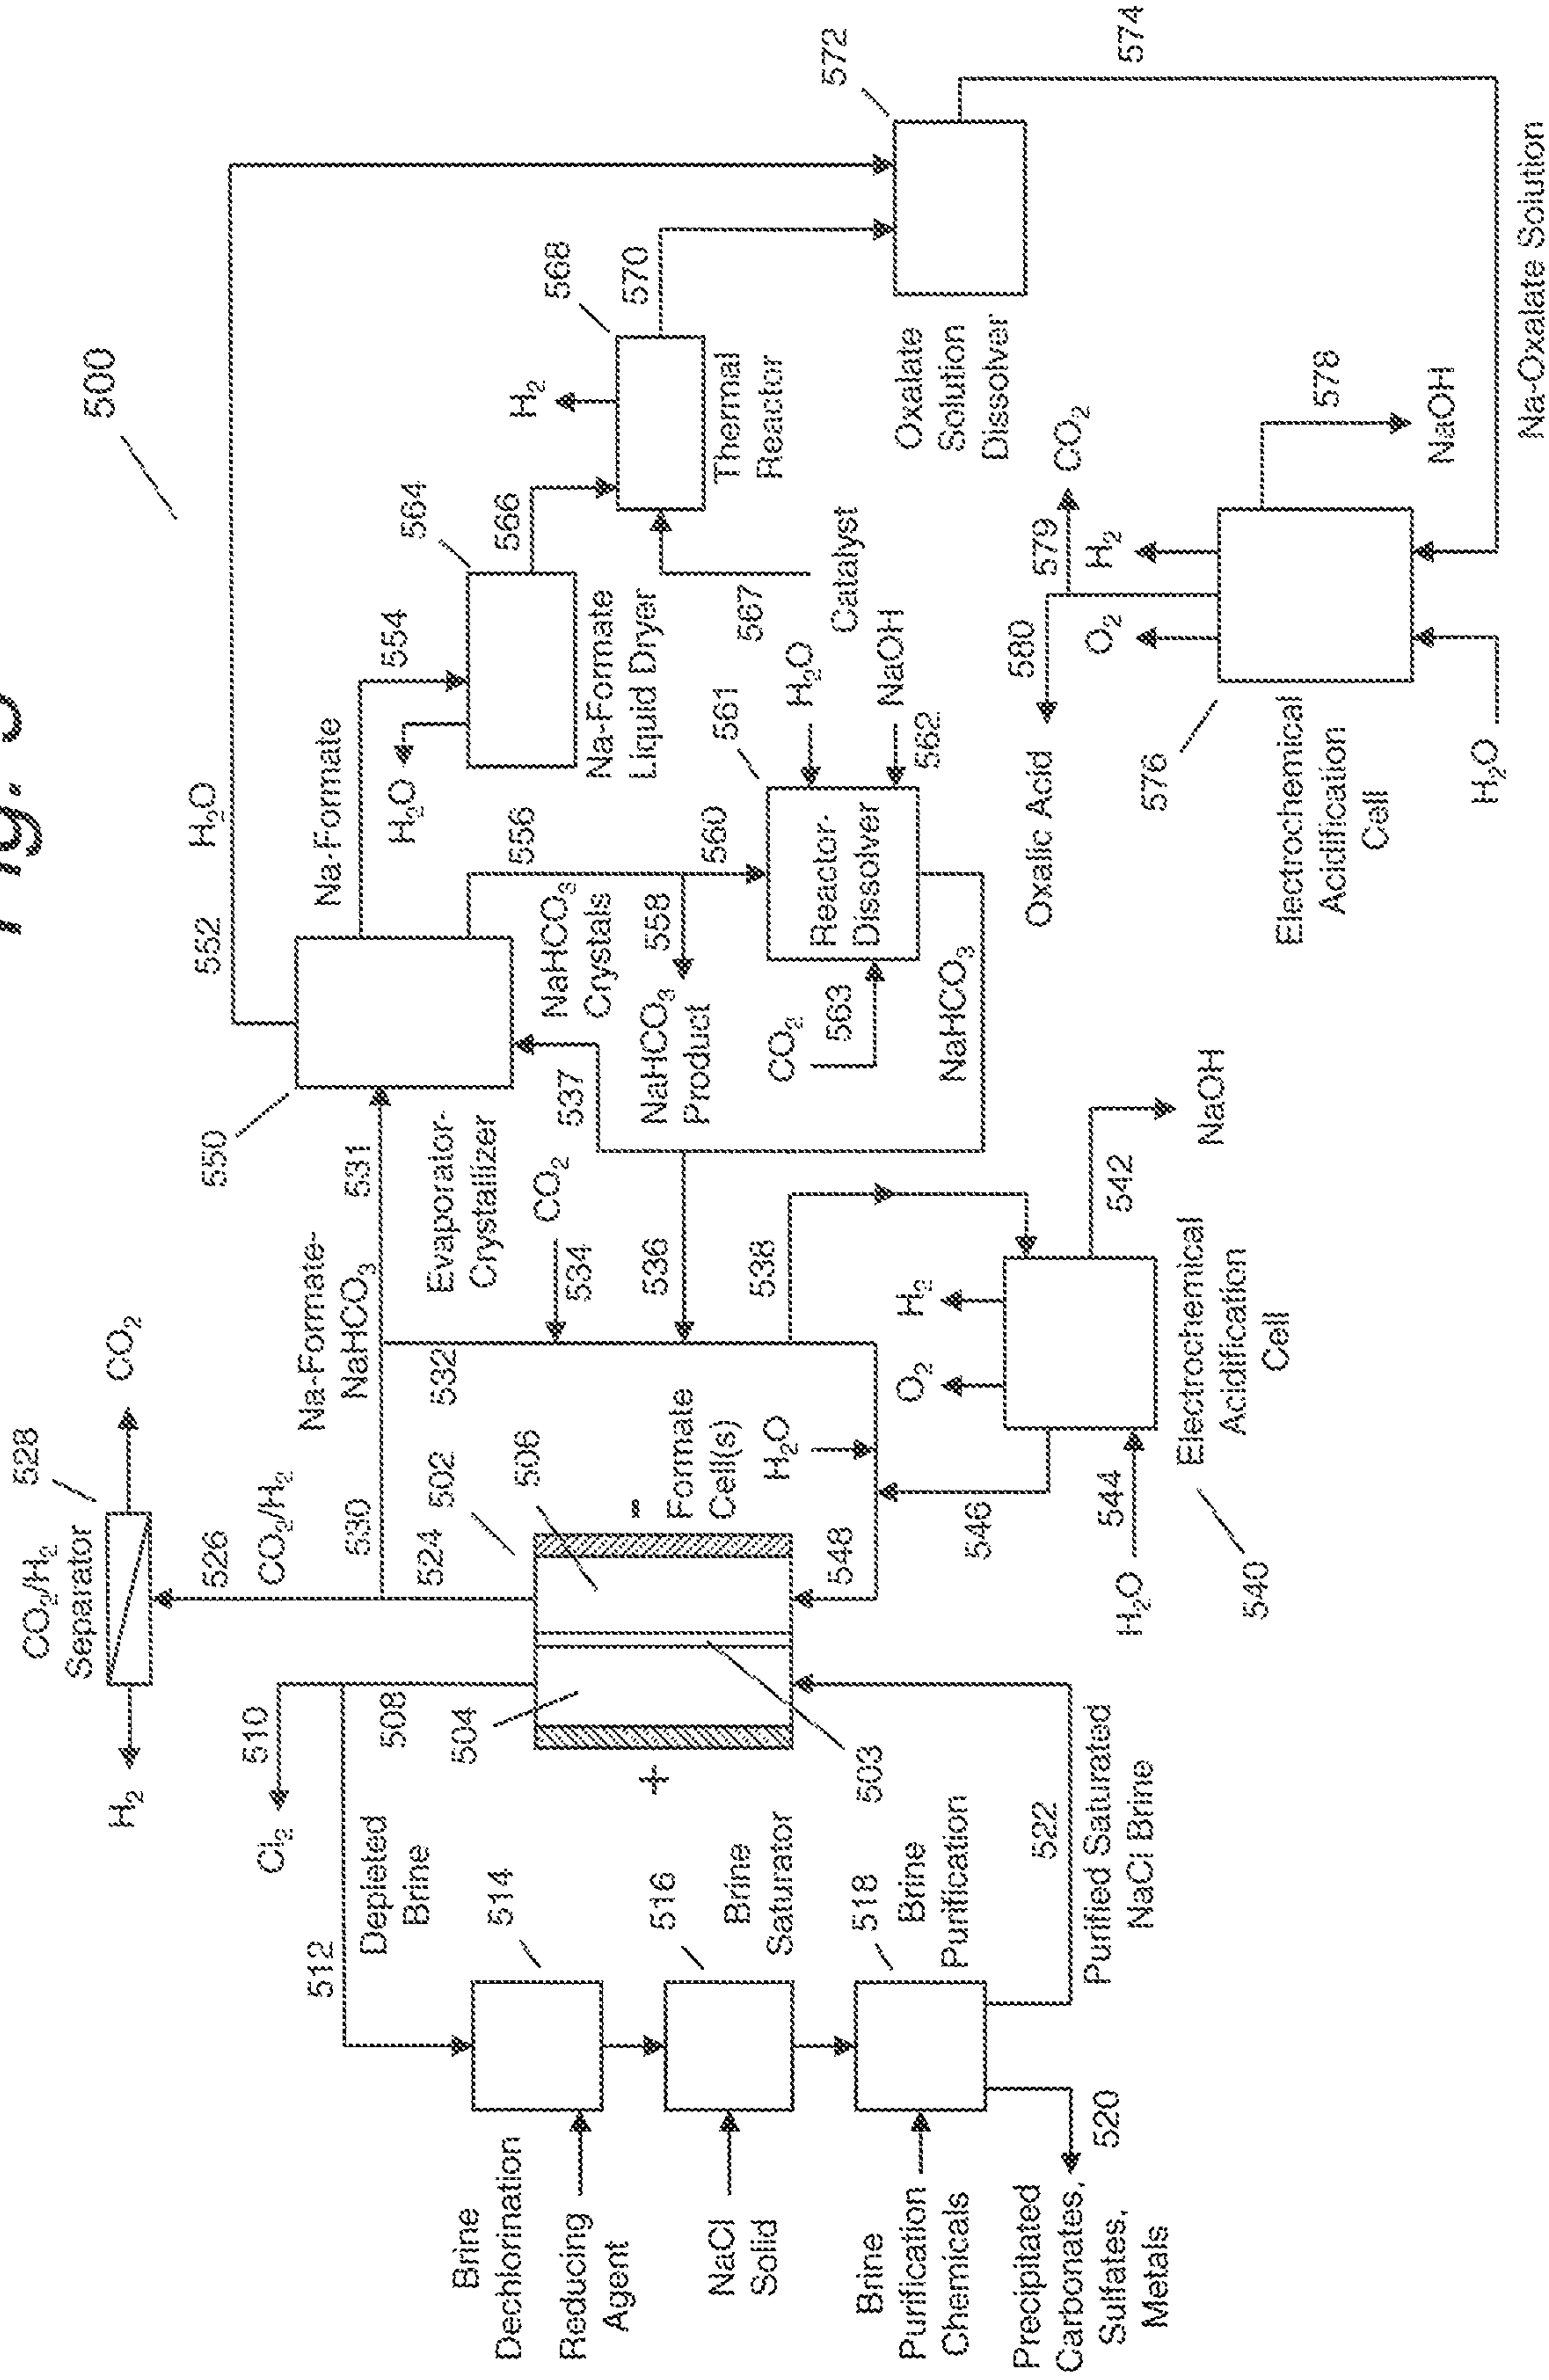 Fig. 5
500
CO₂/H₂
Separator
528
H₂
CO₂
526
CO₂/H₂
510
Cl₂
512
Depleted
Brine
508
504
530
524
502
506
Na-Formate-
NaHCO₃
531
532
550
Evaporator-
Crystallizer
552
H₂O
Na-Formate
554
H₂O
556
NaHCO₃
Crystals
564
Na-Formate
Liquid Dryer
566
568
H₂
570
Thermal
Reactor
567
Catalyst
572
Oxalate
Solution
Dissolver
574
Brine
Dechlorination
514
Reducing
Agent
516
Brine
Saturator
NaCl
Solid
518
Brine
Purification
Brine
Purification
Chemicals
520
Precipitated
Carbonates,
Sulfates,
Metals
522
Purified Saturated
NaCl Brine
+
-
503
Formate
Cell(s)
H₂O
548
CO₂
534
536
537
538
558
NaHCO₃
Product
560
561
Reactor-
Dissolver
H₂O
NaOH
562
CO₂
563
NaHCO₃
O₂
H₂
546
544
H₂O
540
Electrochemical
Acidification
Cell
542
NaOH
580
Oxalic Acid
579
CO₂
O₂
H₂
576
Electrochemical
Acidification
Cell
H₂O
578
NaOH
Na-Oxalate Solution